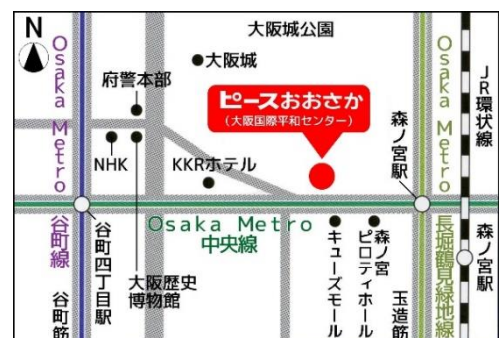 N
大阪城公園
大阪城
Osaka Metro
谷町線
府警本部
ピースおおさか
(大阪国際平和センター)
森ノ宮駅
Osaka Metro
長堀鶴見緑地線
JR環状線
NHK
KKRホテル
Osaka Metro
中央線
谷町四丁目駅
谷町筋
大阪歴史
博物館
キューズモール
森ノ宮
ピロティホール
玉造筋
森ノ宮駅